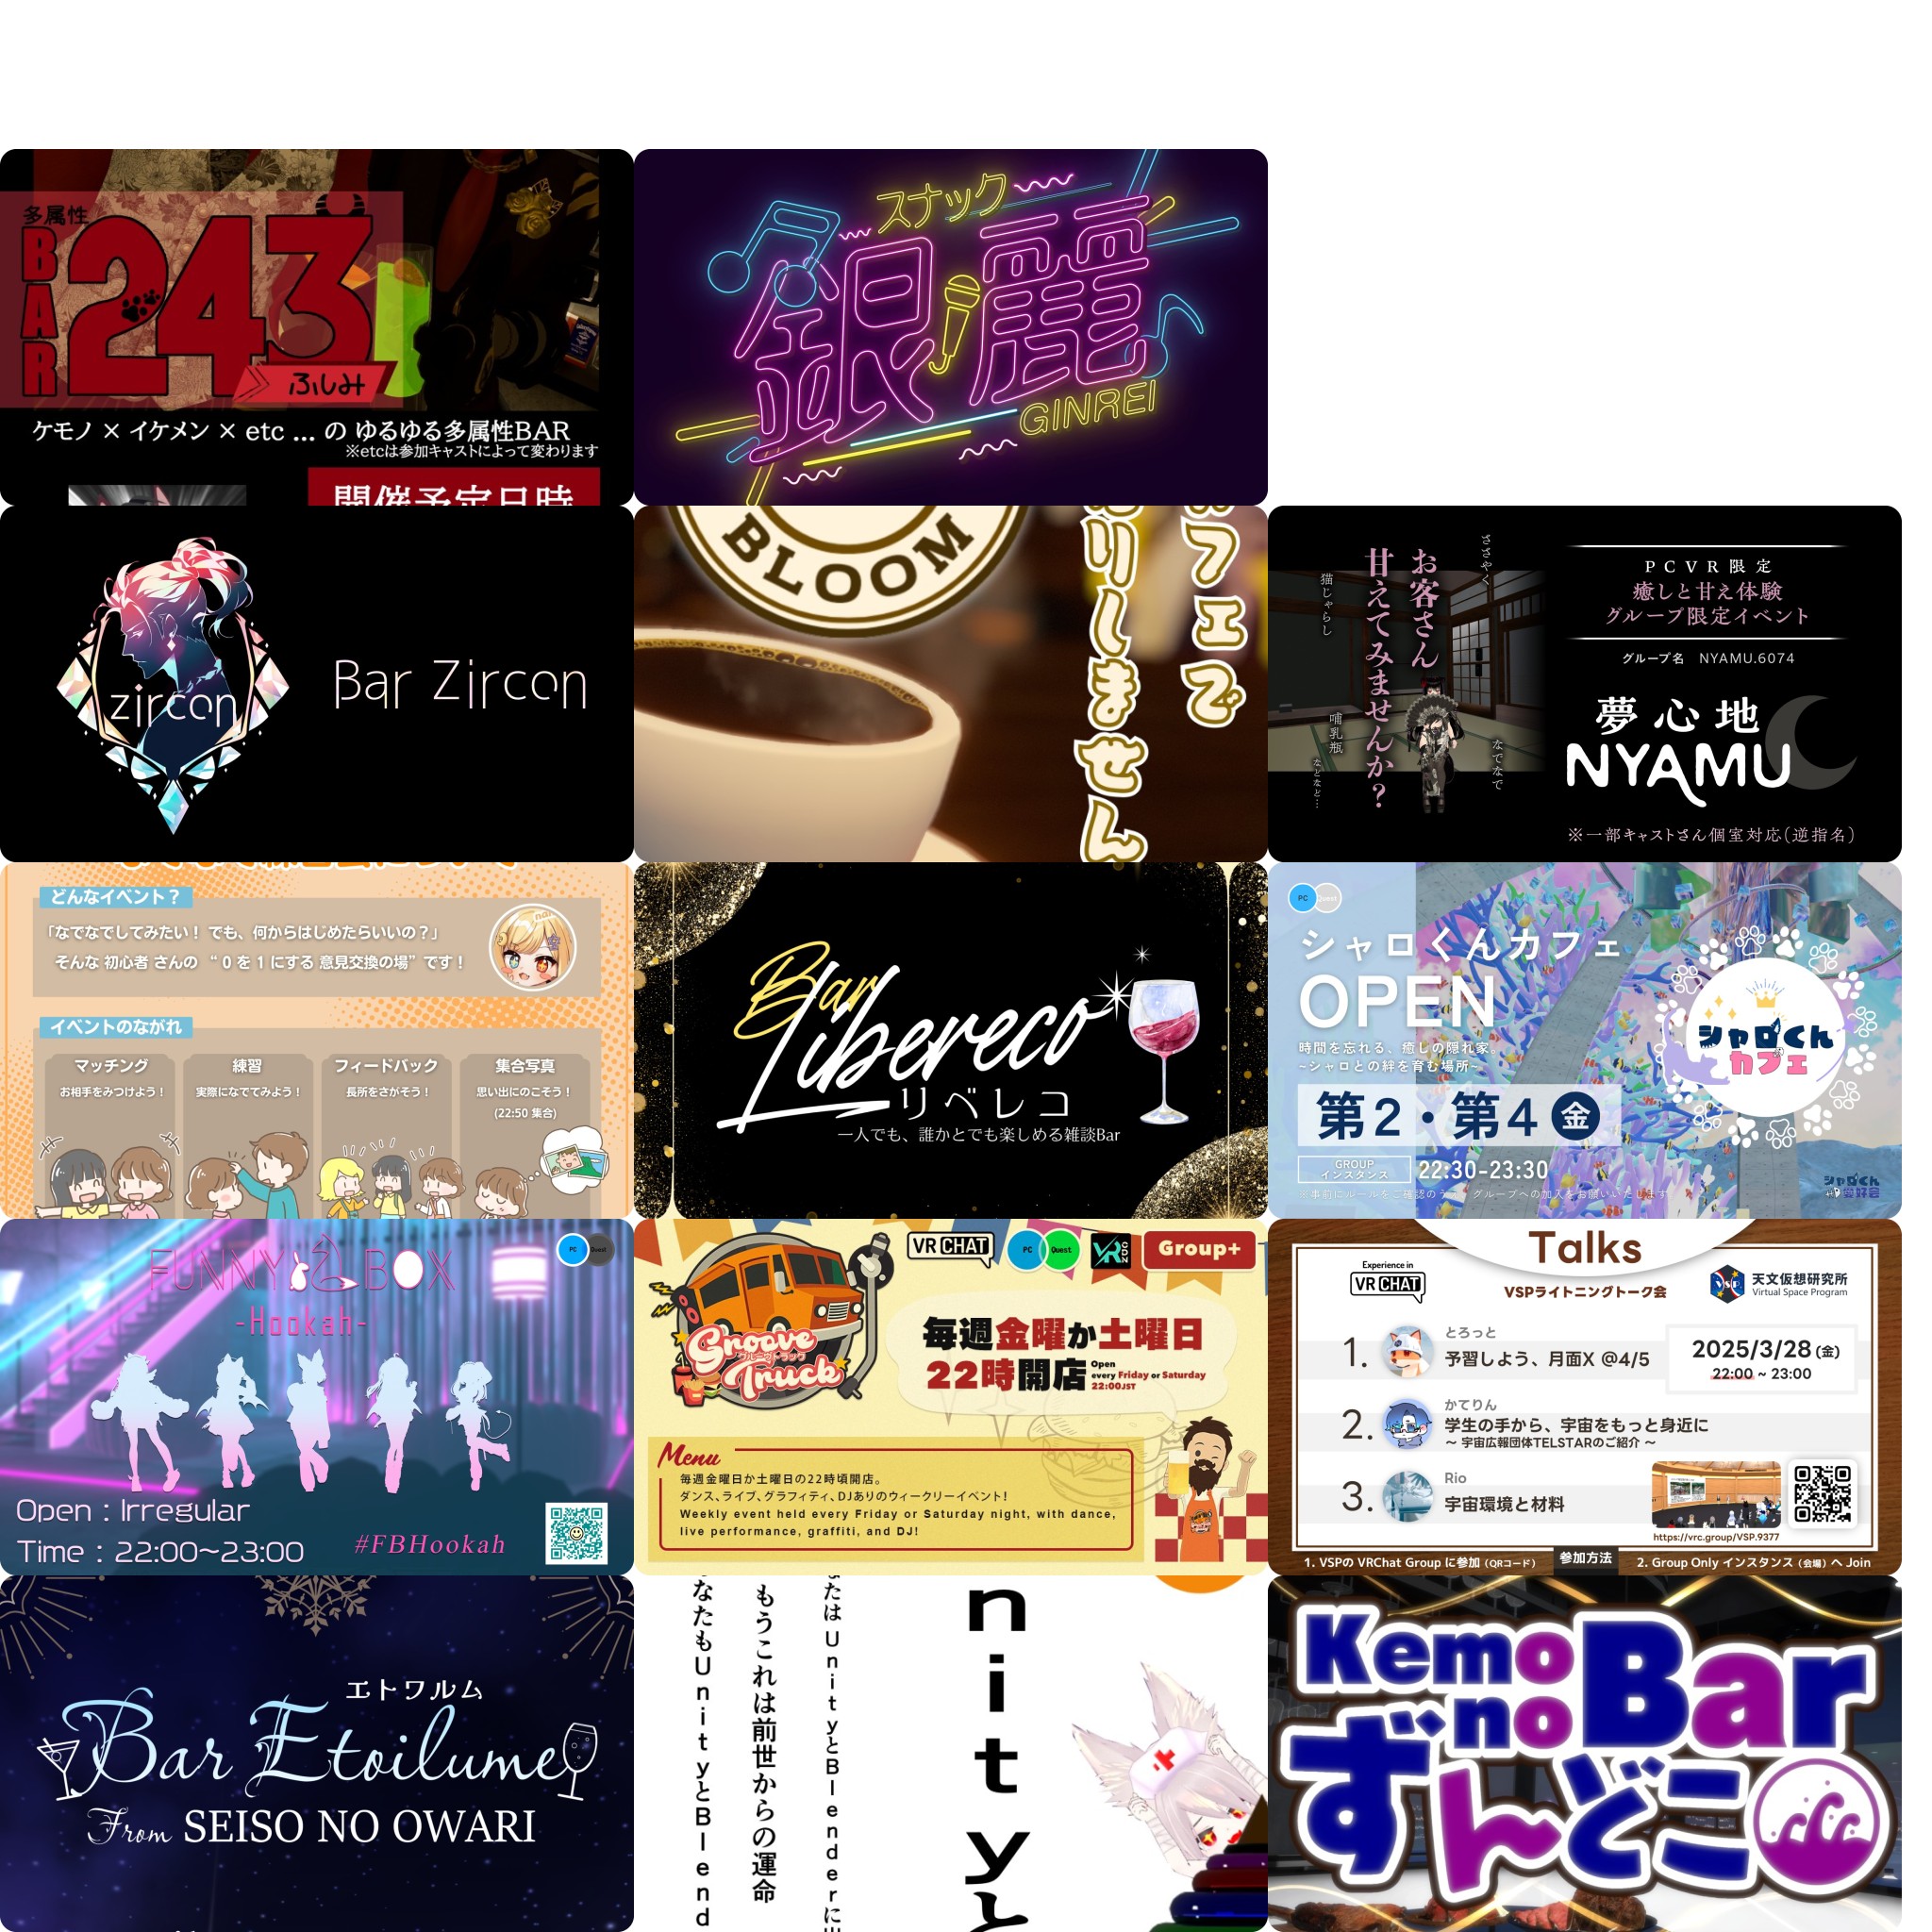 多属性
BAR
243
ふしみ
ケモノ × イケメン × etc ... の ゆるゆる多属性BAR
※etcは参加キャストによって変わります
開催予定日時
スナック
銀麗
GINREI
zircon
Bar Zircon
BLOOM
フェで
りしません
ささやく
お客さん
甘えてみませんか？
猫じゃらし
哺乳瓶
などなど…
なでなで
PCVR限定
癒しと甘え体験
グループ限定イベント
グループ名 NYAMU.6074
夢心地
NYAMU
※一部キャストさん個室対応(逆指名)
どんなイベント？
「なでなでしてみたい！ でも、何からはじめたらいいの？」
そんな 初心者 さんの “ 0 を 1 にする 意見交換の場” です！
イベントのながれ
マッチング
お相手をみつけよう！
練習
実際になでてみよう！
フィードバック
長所をさがそう！
集合写真
思い出にのこそう！
(22:50 集合)
Bar
Libereco
リベレコ
一人でも、誰かとでも楽しめる雑談Bar
PC Quest
シャロくんカフェ
OPEN
時間を忘れる、癒しの隠れ家。
~シャロとの絆を育む場所~
第2・第4 金
GROUP
インスタンス
22:30-23:30
※事前にルールをご確認のうえ、グループへの加入をお願いいたします
シャロくん
カフェ
シャロくん
愛好会
FUNNY BOX
-Hookah-
PC Quest
Open : Irregular
Time : 22:00~23:00
#FBHookah
Groove
グルーヴトラック
Truck
VRCHAT
PC Quest
Group+
毎週金曜か土曜日
22時開店
Open
every Friday or Saturday
22:00JST
Menu
毎週金曜日か土曜日の22時頃開店。
ダンス、ライブ、グラフィティ、DJありのウィークリーイベント!
Weekly event held every Friday or Saturday night, with dance,
live performance, graffiti, and DJ!
Talks
Experience in
VRCHAT
VSPライトニングトーク会
天文仮想研究所
Virtual Space Program
1.
とろっと
予習しよう、月面X @4/5
2025/3/28 (金)
22:00 ~ 23:00
2.
かてりん
学生の手から、宇宙をもっと身近に
～ 宇宙広報団体TELSTARのご紹介 ～
3.
Rio
宇宙環境と材料
https://vrc.group/VSP.9377
1. VSPの VRChat Group に参加（QRコード）
参加方法
2. Group Only インスタンス（会場）へ Join
エトワルム
Bar Etoilume
From SEISO NO OWARI
nityと
なたは UnityとBlenderに
もうこれは前世からの運命
なたもUnityとBlend
Kemo
no
Bar
ずんどこ